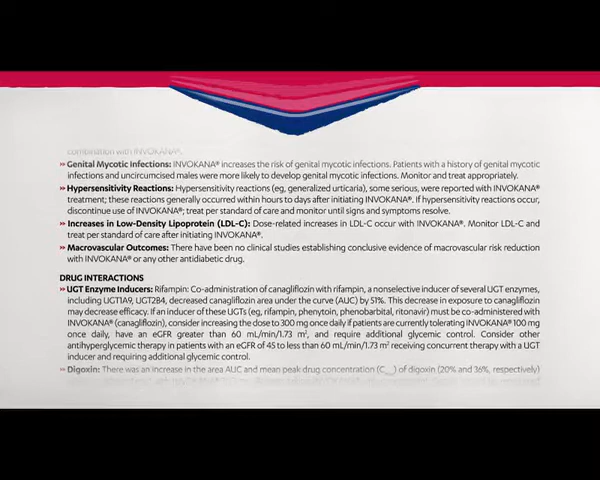 combination with INVOKANA®.
» Genital Mycotic Infections: INVOKANA® increases the risk of genital mycotic infections. Patients with a history of genital mycotic
infections and uncircumcised males were more likely to develop genital mycotic infections. Monitor and treat appropriately.
» Hypersensitivity Reactions: Hypersensitivity reactions (eg, generalized urticaria), some serious, were reported with INVOKANA®
treatment; these reactions generally occurred within hours to days after initiating INVOKANA®. If hypersensitivity reactions occur,
discontinue use of INVOKANA®; treat per standard of care and monitor until signs and symptoms resolve.
» Increases in Low-Density Lipoprotein (LDL-C): Dose-related increases in LDL-C occur with INVOKANA®. Monitor LDL-C and
treat per standard of care after initiating INVOKANA®.
» Macrovascular Outcomes: There have been no clinical studies establishing conclusive evidence of macrovascular risk reduction
with INVOKANA® or any other antidiabetic drug.
DRUG INTERACTIONS
» UGT Enzyme Inducers: Rifampin: Co-administration of canagliflozin with rifampin, a nonselective inducer of several UGT enzymes,
including UGT1A9, UGT2B4, decreased canagliflozin area under the curve (AUC) by 51%. This decrease in exposure to canagliflozin
may decrease efficacy. If an inducer of these UGTs (eg, rifampin, phenytoin, phenobarbital, ritonavir) must be co-administered with
INVOKANA® (canagliflozin), consider increasing the dose to 300 mg once daily if patients are currently tolerating INVOKANA® 100 mg
once daily, have an eGFR greater than 60 mL/min/1.73 m², and require additional glycemic control. Consider other
antihyperglycemic therapy in patients with an eGFR of 45 to less than 60 mL/min/1.73 m² receiving concurrent therapy with a UGT
inducer and requiring additional glycemic control.
» Digoxin: There was an increase in the area AUC and mean peak drug concentration (Cmax) of digoxin (20% and 36%, respectively)